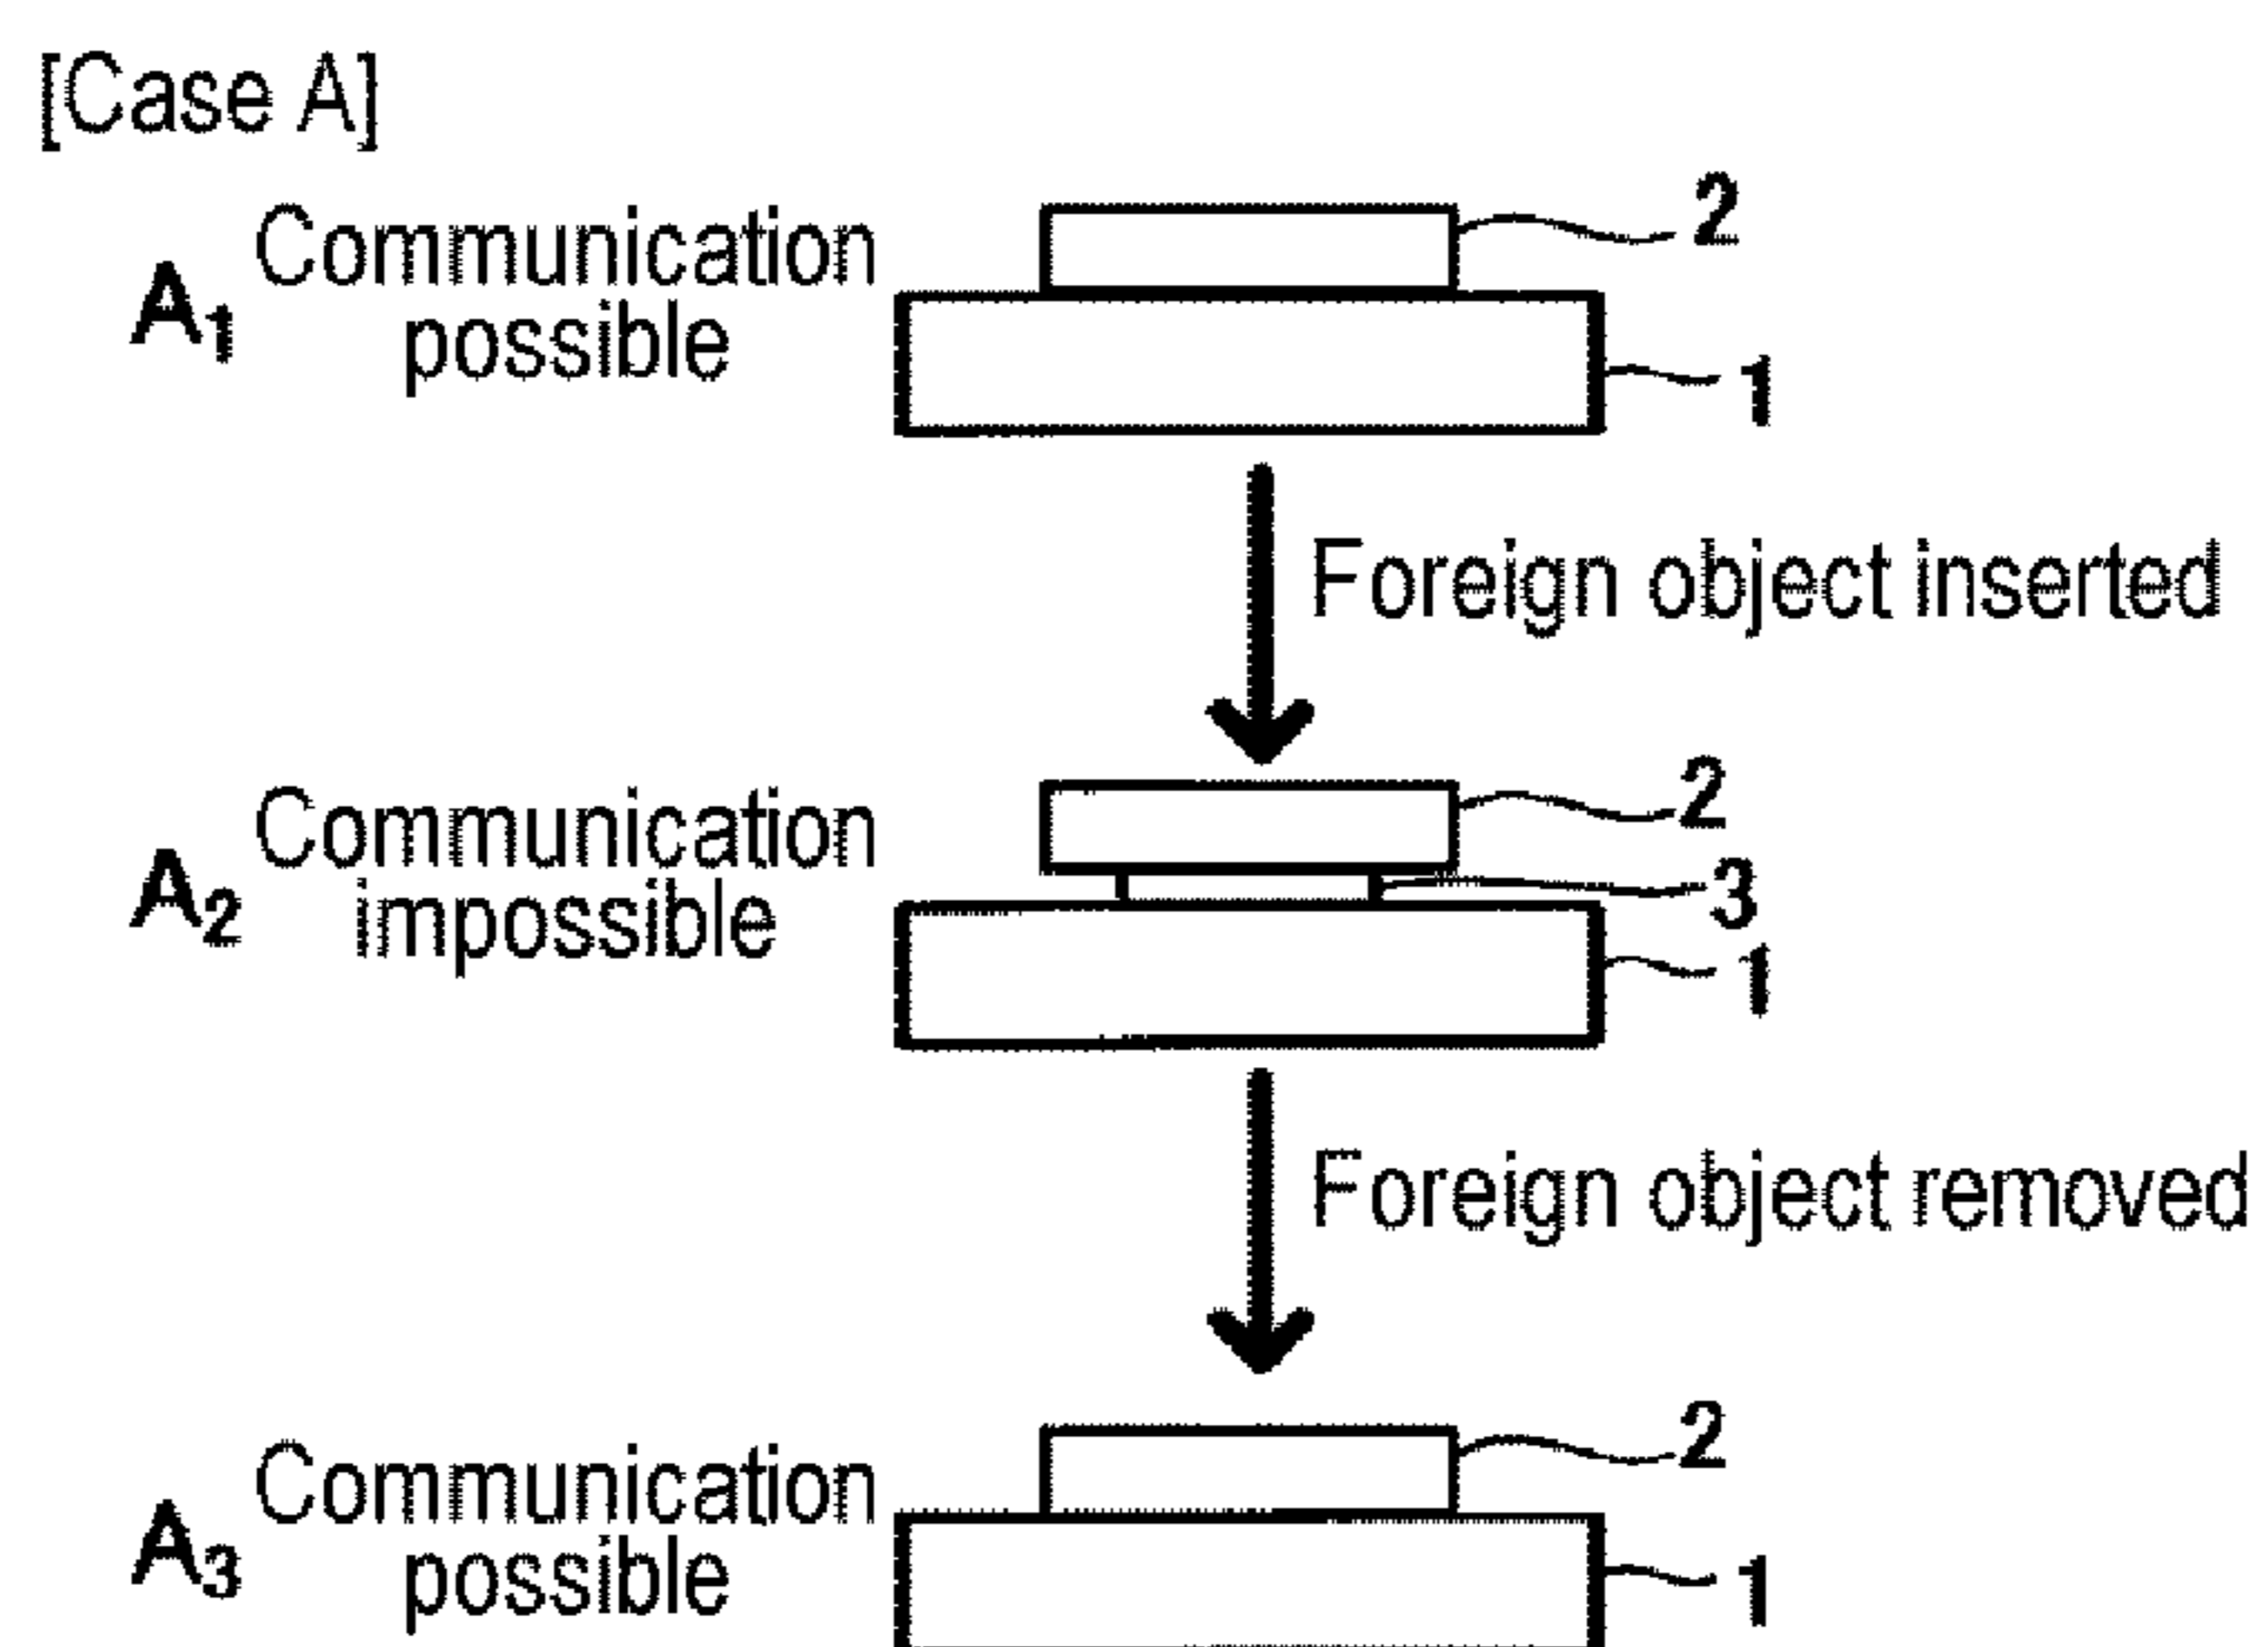 [Case A]
A1 Communication possible
2
1
Foreign object inserted
A2 Communication impossible
2
3
1
Foreign object removed
A3 Communication possible
2
1